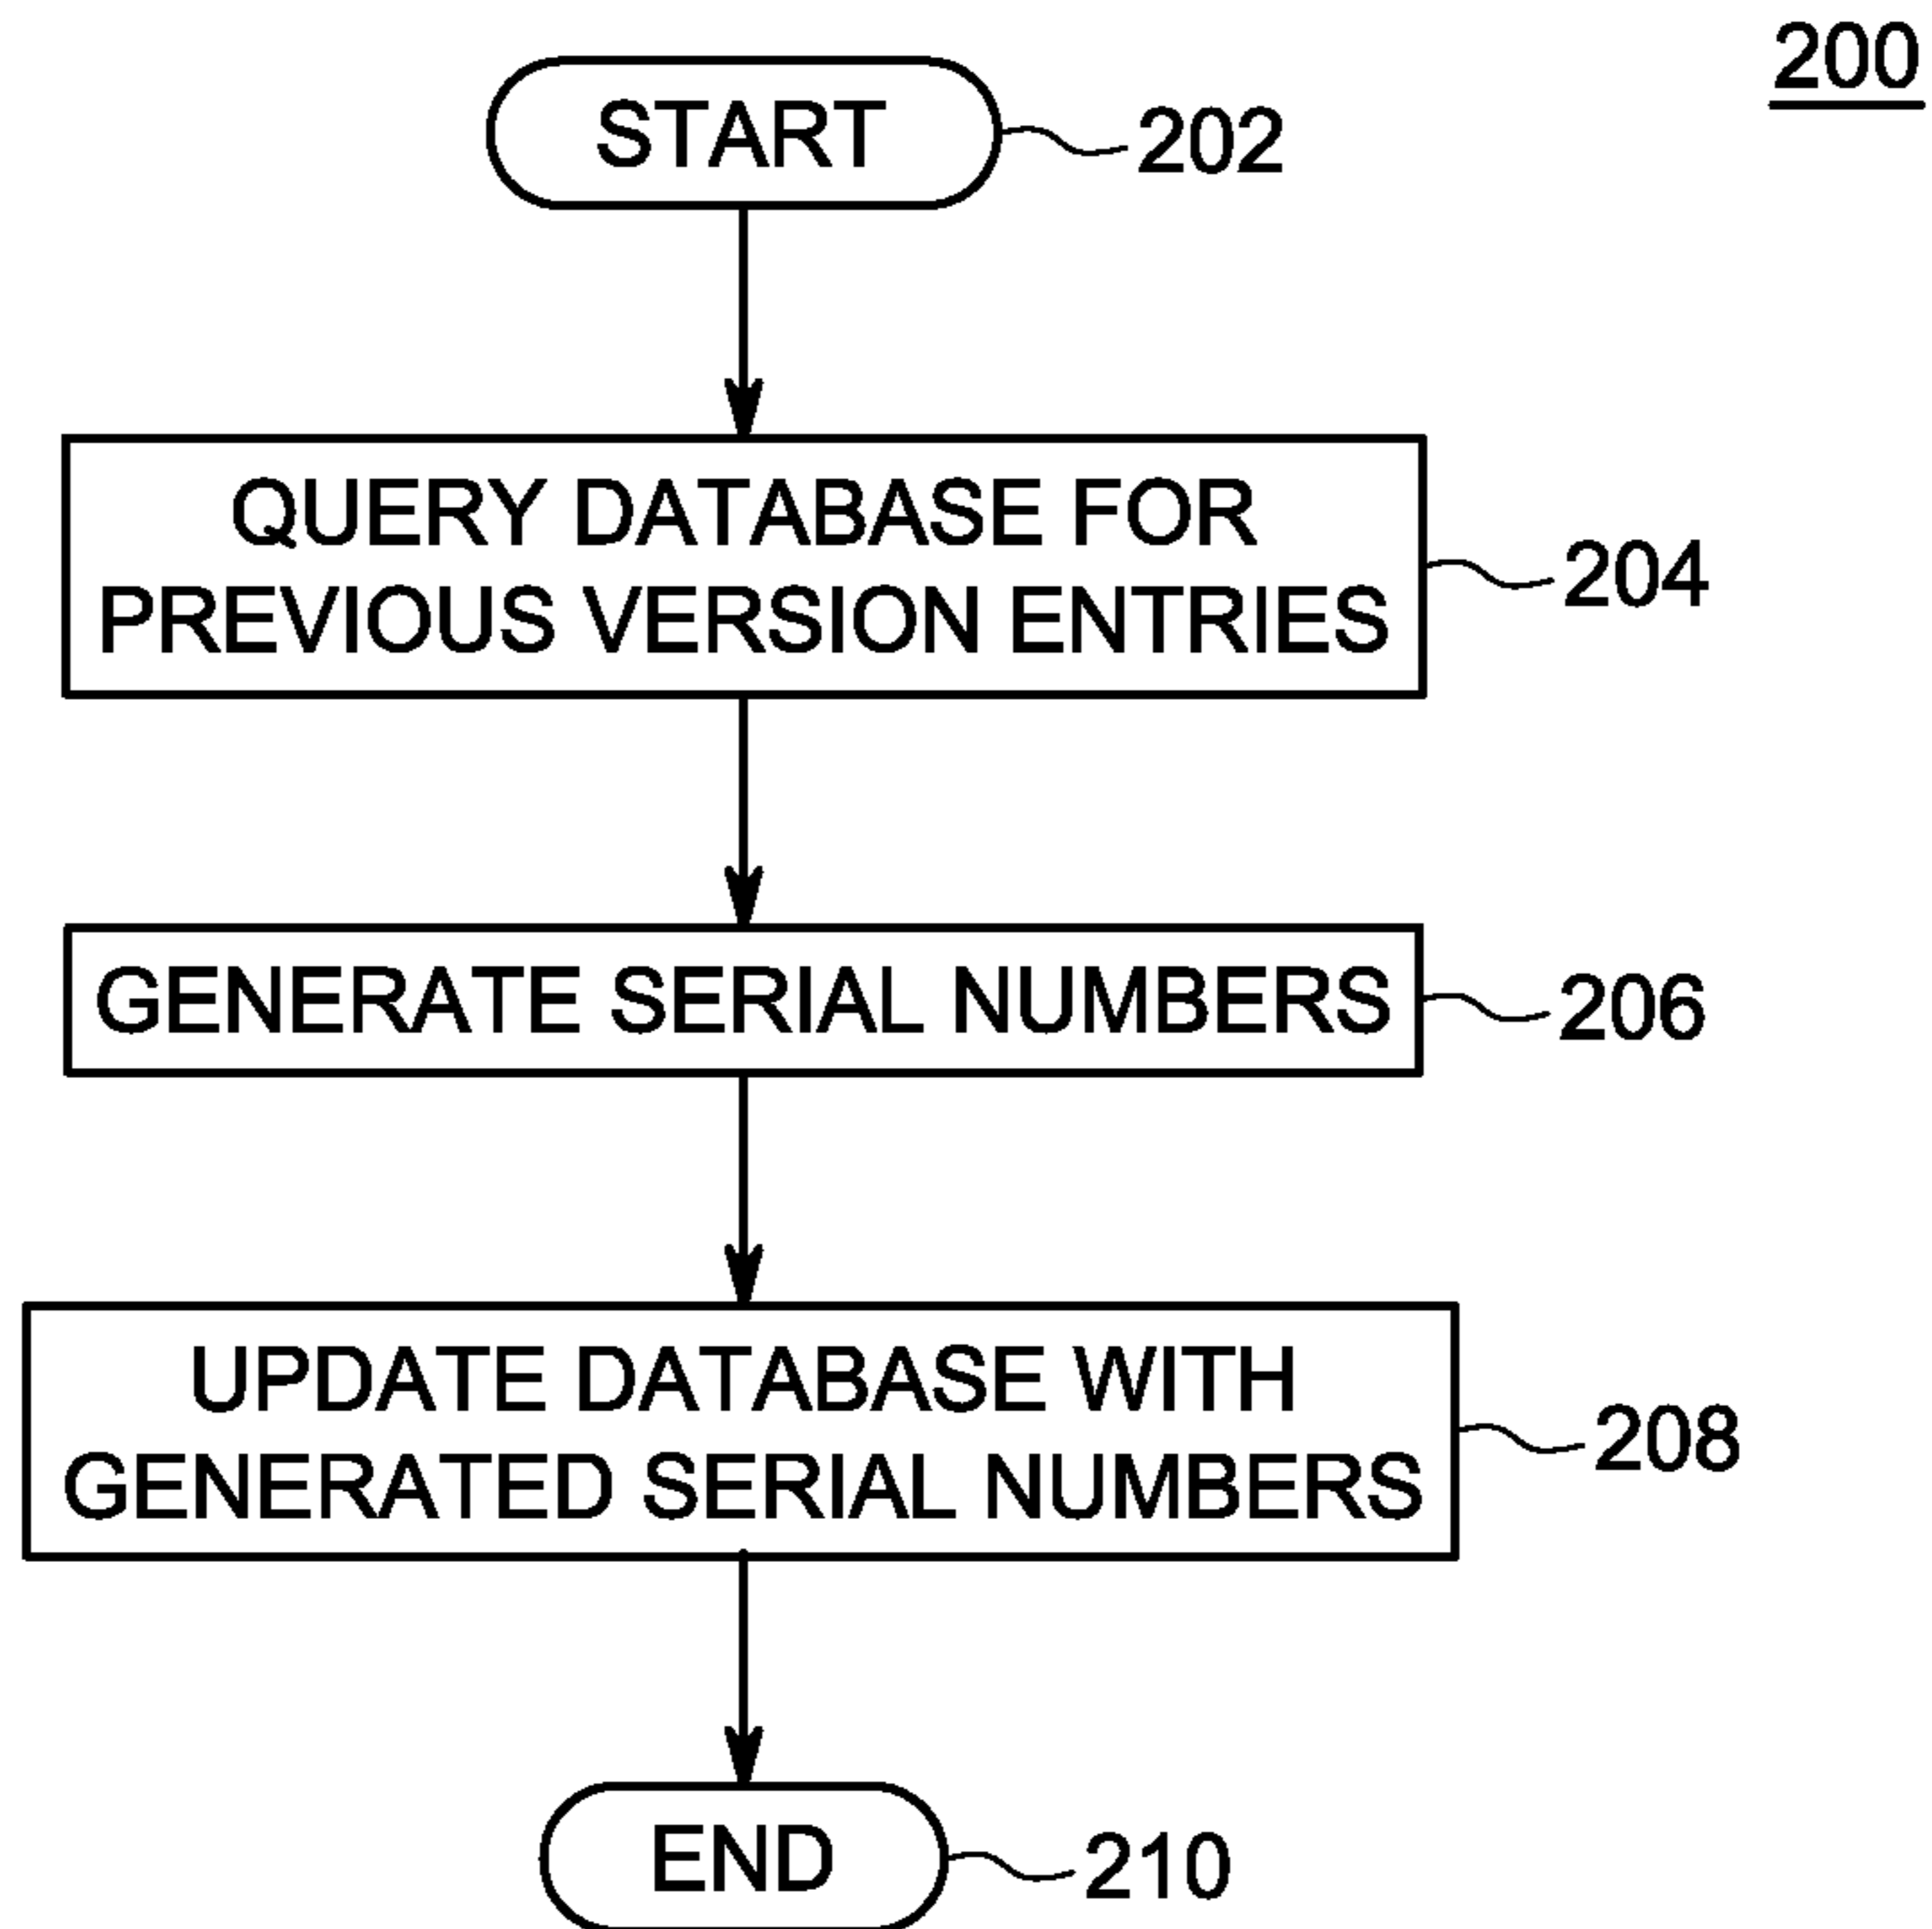 200
START
202
QUERY DATABASE FOR
PREVIOUS VERSION ENTRIES
204
GENERATE SERIAL NUMBERS
206
UPDATE DATABASE WITH
GENERATED SERIAL NUMBERS
208
END
210